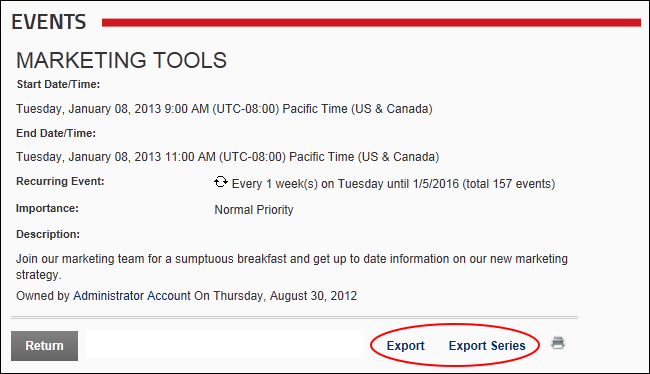 EVENTS
MARKETING TOOLS
Start Date/Time:
Tuesday, January 08, 2013 9:00 AM (UTC-08:00) Pacific Time (US & Canada)
End Date/Time:
Tuesday, January 08, 2013 11:00 AM (UTC-08:00) Pacific Time (US & Canada)
Recurring Event: Every 1 week(s) on Tuesday until 1/5/2016 (total 157 events)
Importance: Normal Priority
Description:
Join our marketing team for a sumptuous breakfast and get up to date information on our new marketing
strategy.
Owned by Administrator Account On Thursday, August 30, 2012
Return Export Export Series